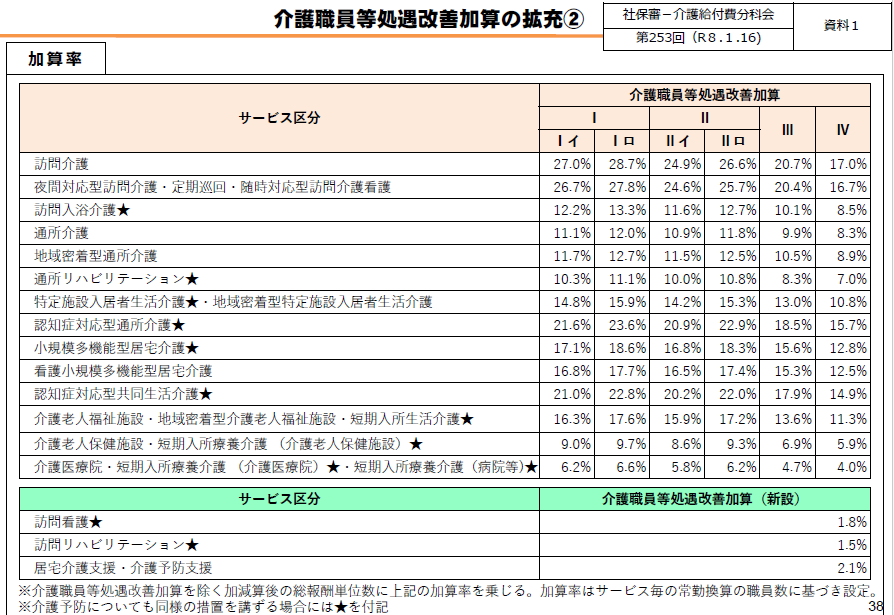 介護職員等処遇改善加算の拡充②
社保審－介護給付費分科会
第253回（R8.1.16)
資料1
加算率
サービス区分
介護職員等処遇改善加算
Ⅰ Ⅱ Ⅲ Ⅳ
Ⅰイ Ⅰロ Ⅱイ Ⅱロ
訪問介護 27.0% 28.7% 24.9% 26.6% 20.7% 17.0%
夜間対応型訪問介護・定期巡回・随時対応型訪問介護看護 26.7% 27.8% 24.6% 25.7% 20.4% 16.7%
訪問入浴介護★ 12.2% 13.3% 11.6% 12.7% 10.1% 8.5%
通所介護 11.1% 12.0% 10.9% 11.8% 9.9% 8.3%
地域密着型通所介護 11.7% 12.7% 11.5% 12.5% 10.5% 8.9%
通所リハビリテーション★ 10.3% 11.1% 10.0% 10.8% 8.3% 7.0%
特定施設入居者生活介護★・地域密着型特定施設入居者生活介護 14.8% 15.9% 14.2% 15.3% 13.0% 10.8%
認知症対応型通所介護★ 21.6% 23.6% 20.9% 22.9% 18.5% 15.7%
小規模多機能型居宅介護★ 17.1% 18.6% 16.8% 18.3% 15.6% 12.8%
看護小規模多機能型居宅介護 16.8% 17.7% 16.5% 17.4% 15.3% 12.5%
認知症対応型共同生活介護★ 21.0% 22.8% 20.2% 22.0% 17.9% 14.9%
介護老人福祉施設・地域密着型介護老人福祉施設・短期入所生活介護★ 16.3% 17.6% 15.9% 17.2% 13.6% 11.3%
介護老人保健施設・短期入所療養介護 （介護老人保健施設）★ 9.0% 9.7% 8.6% 9.3% 6.9% 5.9%
介護医療院・短期入所療養介護 （介護医療院）★・短期入所療養介護（病院等)★ 6.2% 6.6% 5.8% 6.2% 4.7% 4.0%
サービス区分 介護職員等処遇改善加算（新設）
訪問看護★ 1.8%
訪問リハビリテーション★ 1.5%
居宅介護支援・介護予防支援 2.1%
※介護職員等処遇改善加算を除く加減算後の総報酬単位数に上記の加算率を乗じる。加算率はサービス毎の常勤換算の職員数に基づき設定。
※介護予防についても同様の措置を講ずる場合には★を付記
38